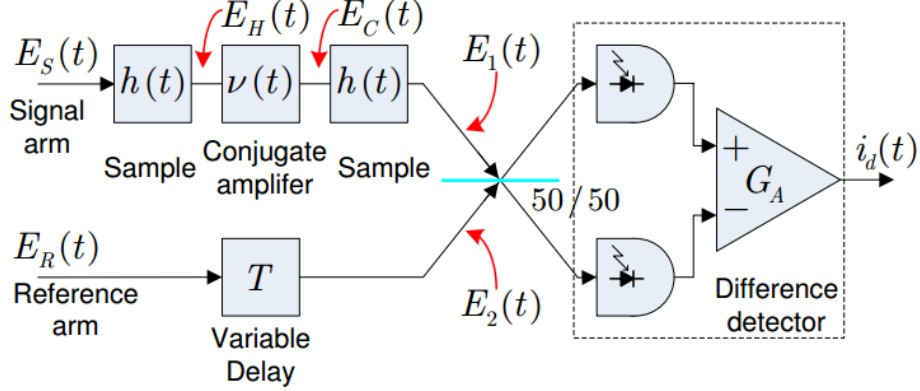 E_H(t)
E_C(t)
E_S(t)
h(t)
ν(t)
h(t)
E_1(t)
Signal
arm
Sample
Conjugate
amplifer
Sample
+
G_A
−
i_d(t)
50/50
E_R(t)
T
Reference
arm
Variable
Delay
E_2(t)
Difference
detector